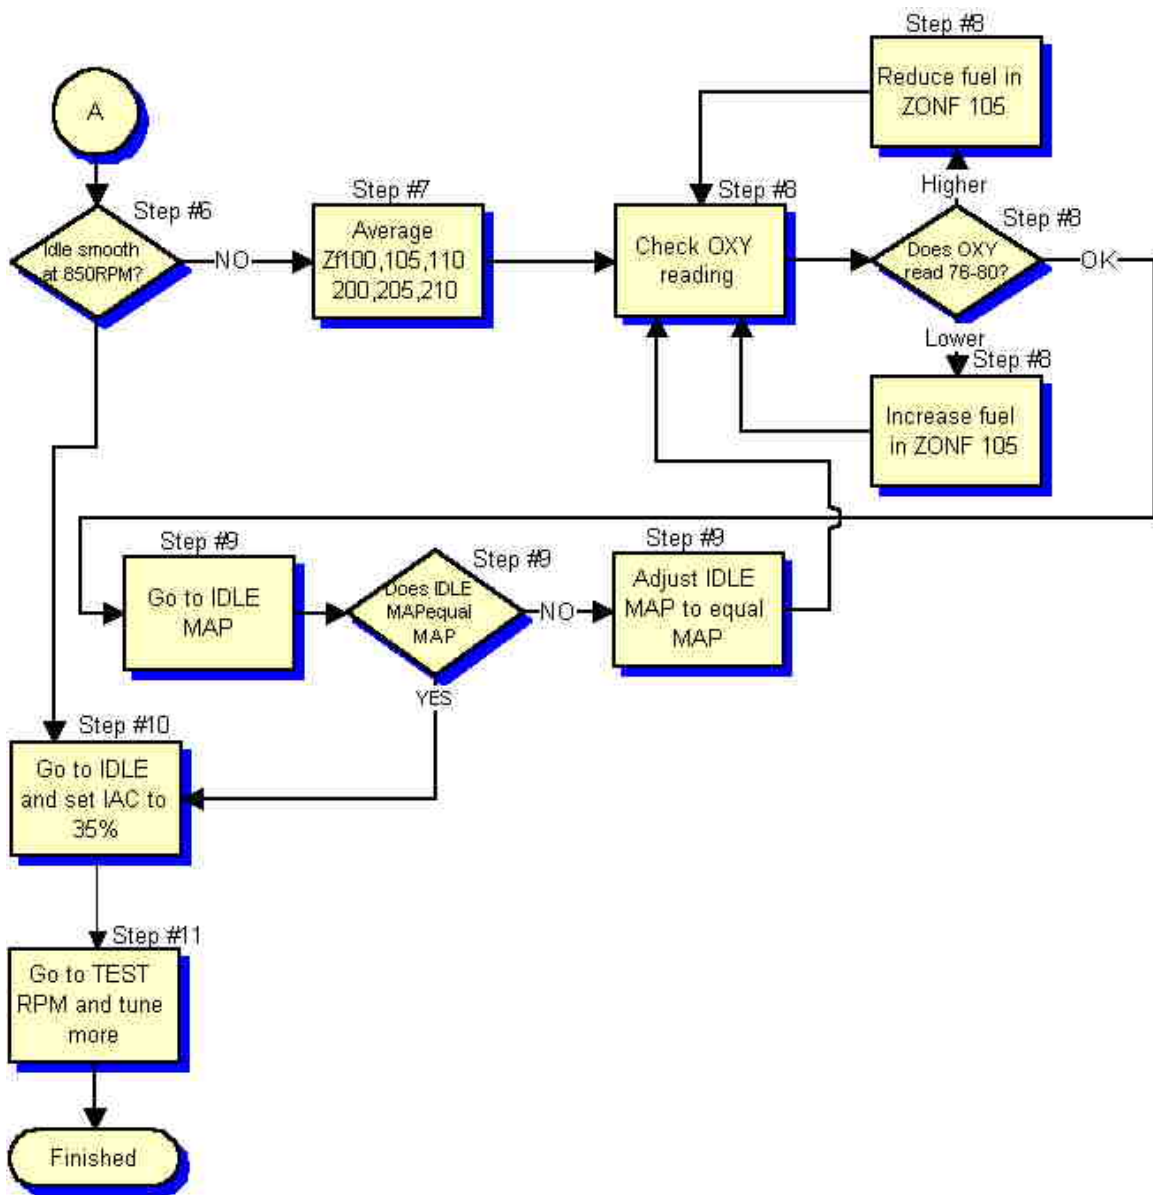 A
Step #6
Idle smooth
at 850RPM?
NO
Step #7
Average
Zf100,105,110
200,205,210
Step #8
Check OXY
reading
Step #8
Reduce fuel in
ZONF 105
Higher
Step #8
Does OXY
read 76-80?
OK
Lower
Step #8
Increase fuel
in ZONF 105
Step #9
Go to IDLE
MAP
Step #9
Does IDLE
MAPequal
MAP
NO
Step #9
Adjust IDLE
MAP to equal
MAP
YES
Step #10
Go to IDLE
and set IAC to
35%
Step #11
Go to TEST
RPM and tune
more
Finished